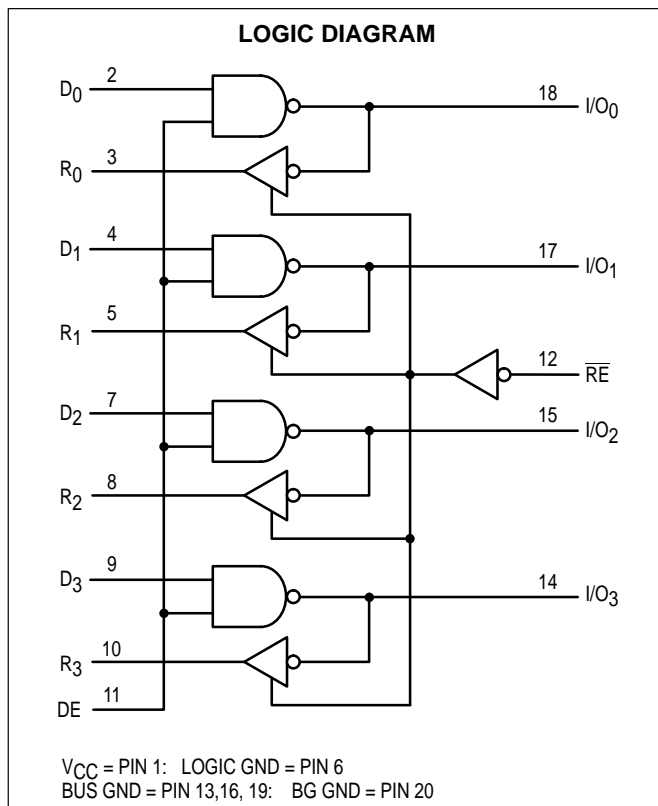 LOGIC DIAGRAM
D0 2
18 I/O0
R0 3
D1 4
17 I/O1
R1 5
12 R̅E̅
D2 7
15 I/O2
R2 8
D3 9
14 I/O3
R3 10
DE 11
VCC = PIN 1: LOGIC GND = PIN 6
BUS GND = PIN 13,16, 19: BG GND = PIN 20